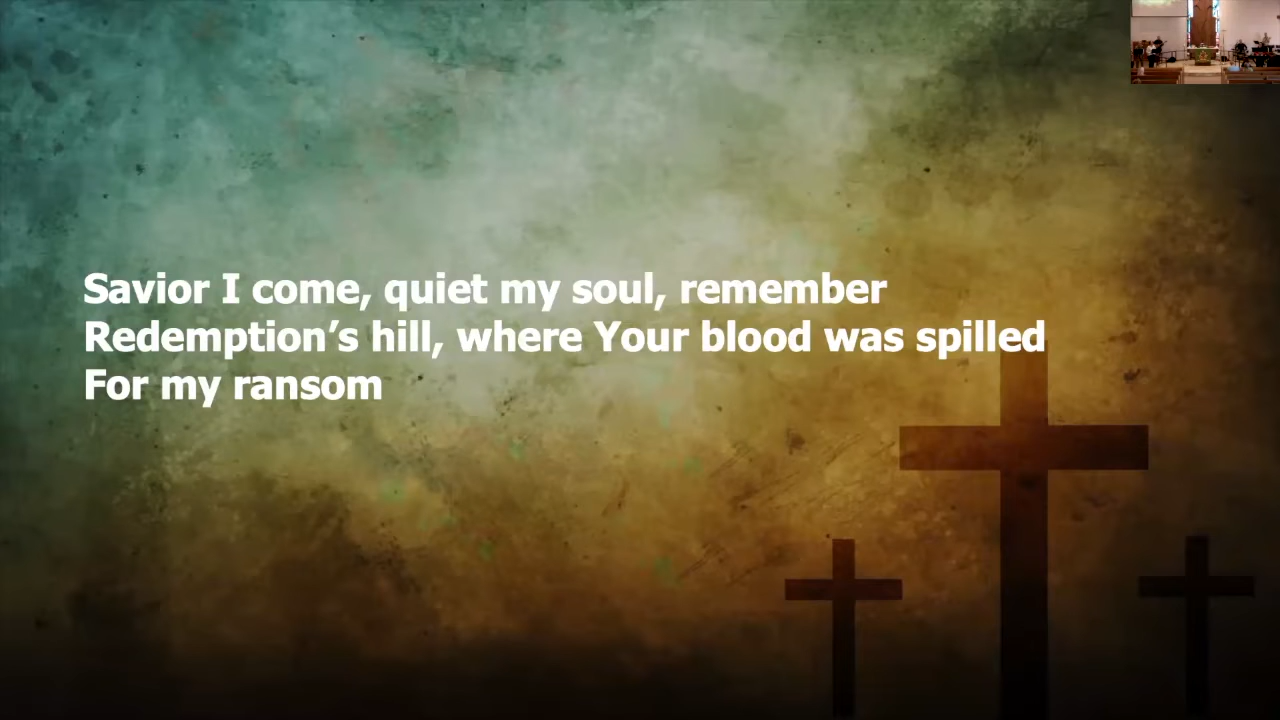 Savior I come, quiet my soul, remember
Redemption’s hill, where Your blood was spilled
For my ransom